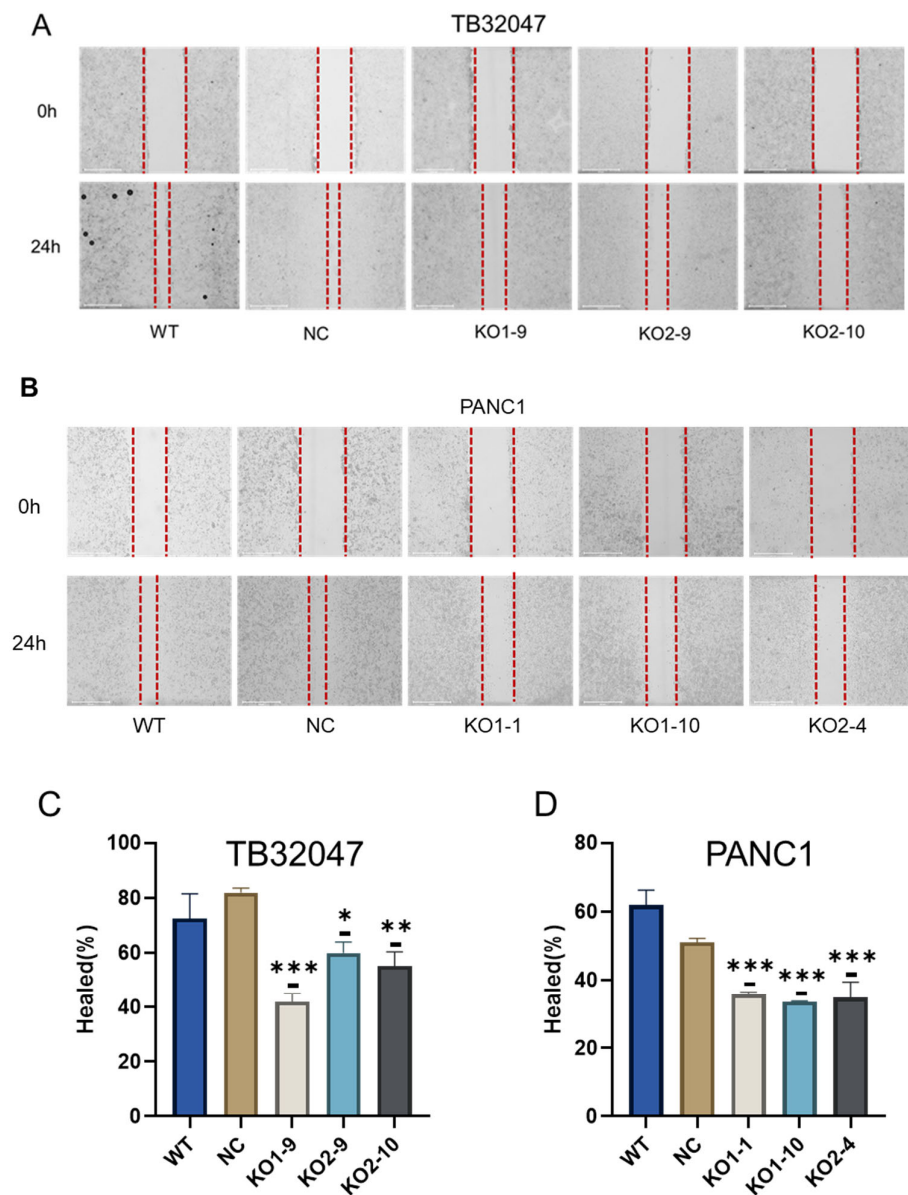 A
TB32047
0h
24h
WT NC KO1-9 KO2-9 KO2-10
B
PANC1
0h
24h
WT NC KO1-1 KO1-10 KO2-4
C
TB32047
Healed(%)
100
80
60
40
20
0
***
*
**
WT NC KO1-9 KO2-9 KO2-10
D
PANC1
Healed(%)
80
60
40
20
0
***
***
***
WT NC KO1-1 KO1-10 KO2-4